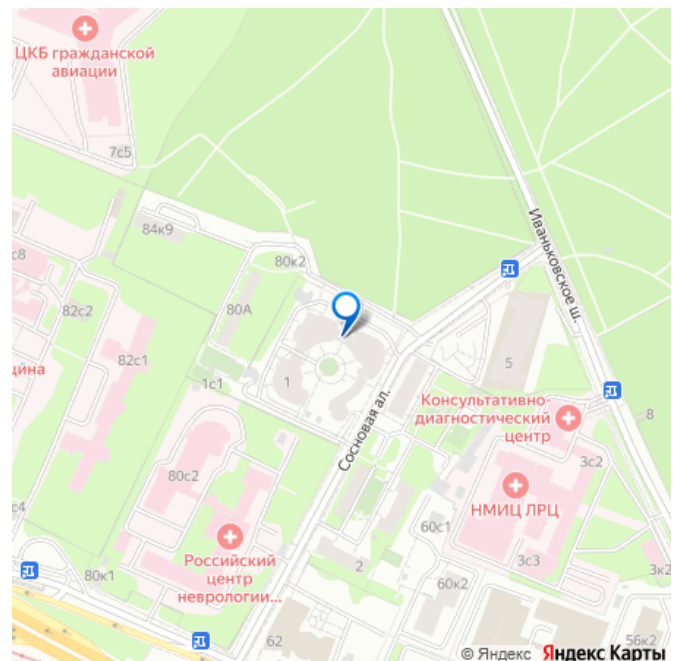 ЦКБ гражданской
авиации
7с5
Иваньковское ш.
84к9
80к2
с8
82с2
80А
82с1
5
цина
1с1
1
Консультативно-
диагностический
центр
8
Сосновая ал.
80с2
3с2
НМИЦ ЛРЦ
с4
60с1
Российский
центр
неврологии...
3с3
2
80к1
60к2
3к2
62
56к2
© Яндекс Яндекс Карты